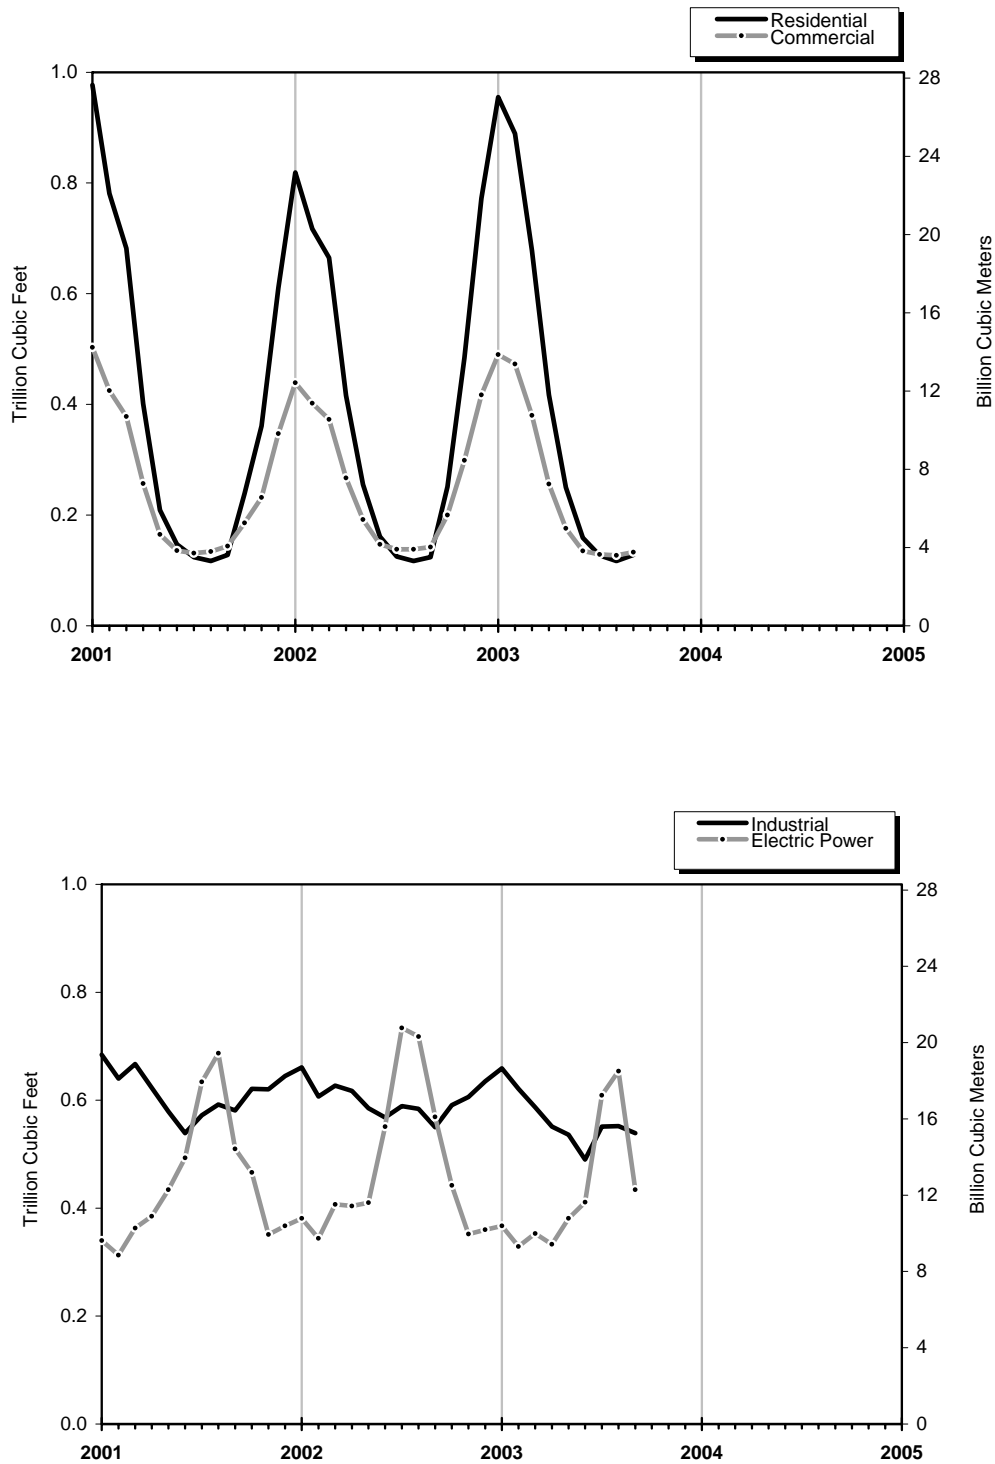 Residential
Commercial
1.0
0.8
0.6
0.4
0.2
0.0
Trillion Cubic Feet
28
24
20
16
12
8
4
0
Billion Cubic Meters
2001 2002 2003 2004 2005
Industrial
Electric Power
1.0
0.8
0.6
0.4
0.2
0.0
Trillion Cubic Feet
28
24
20
16
12
8
4
0
Billion Cubic Meters
2001 2002 2003 2004 2005